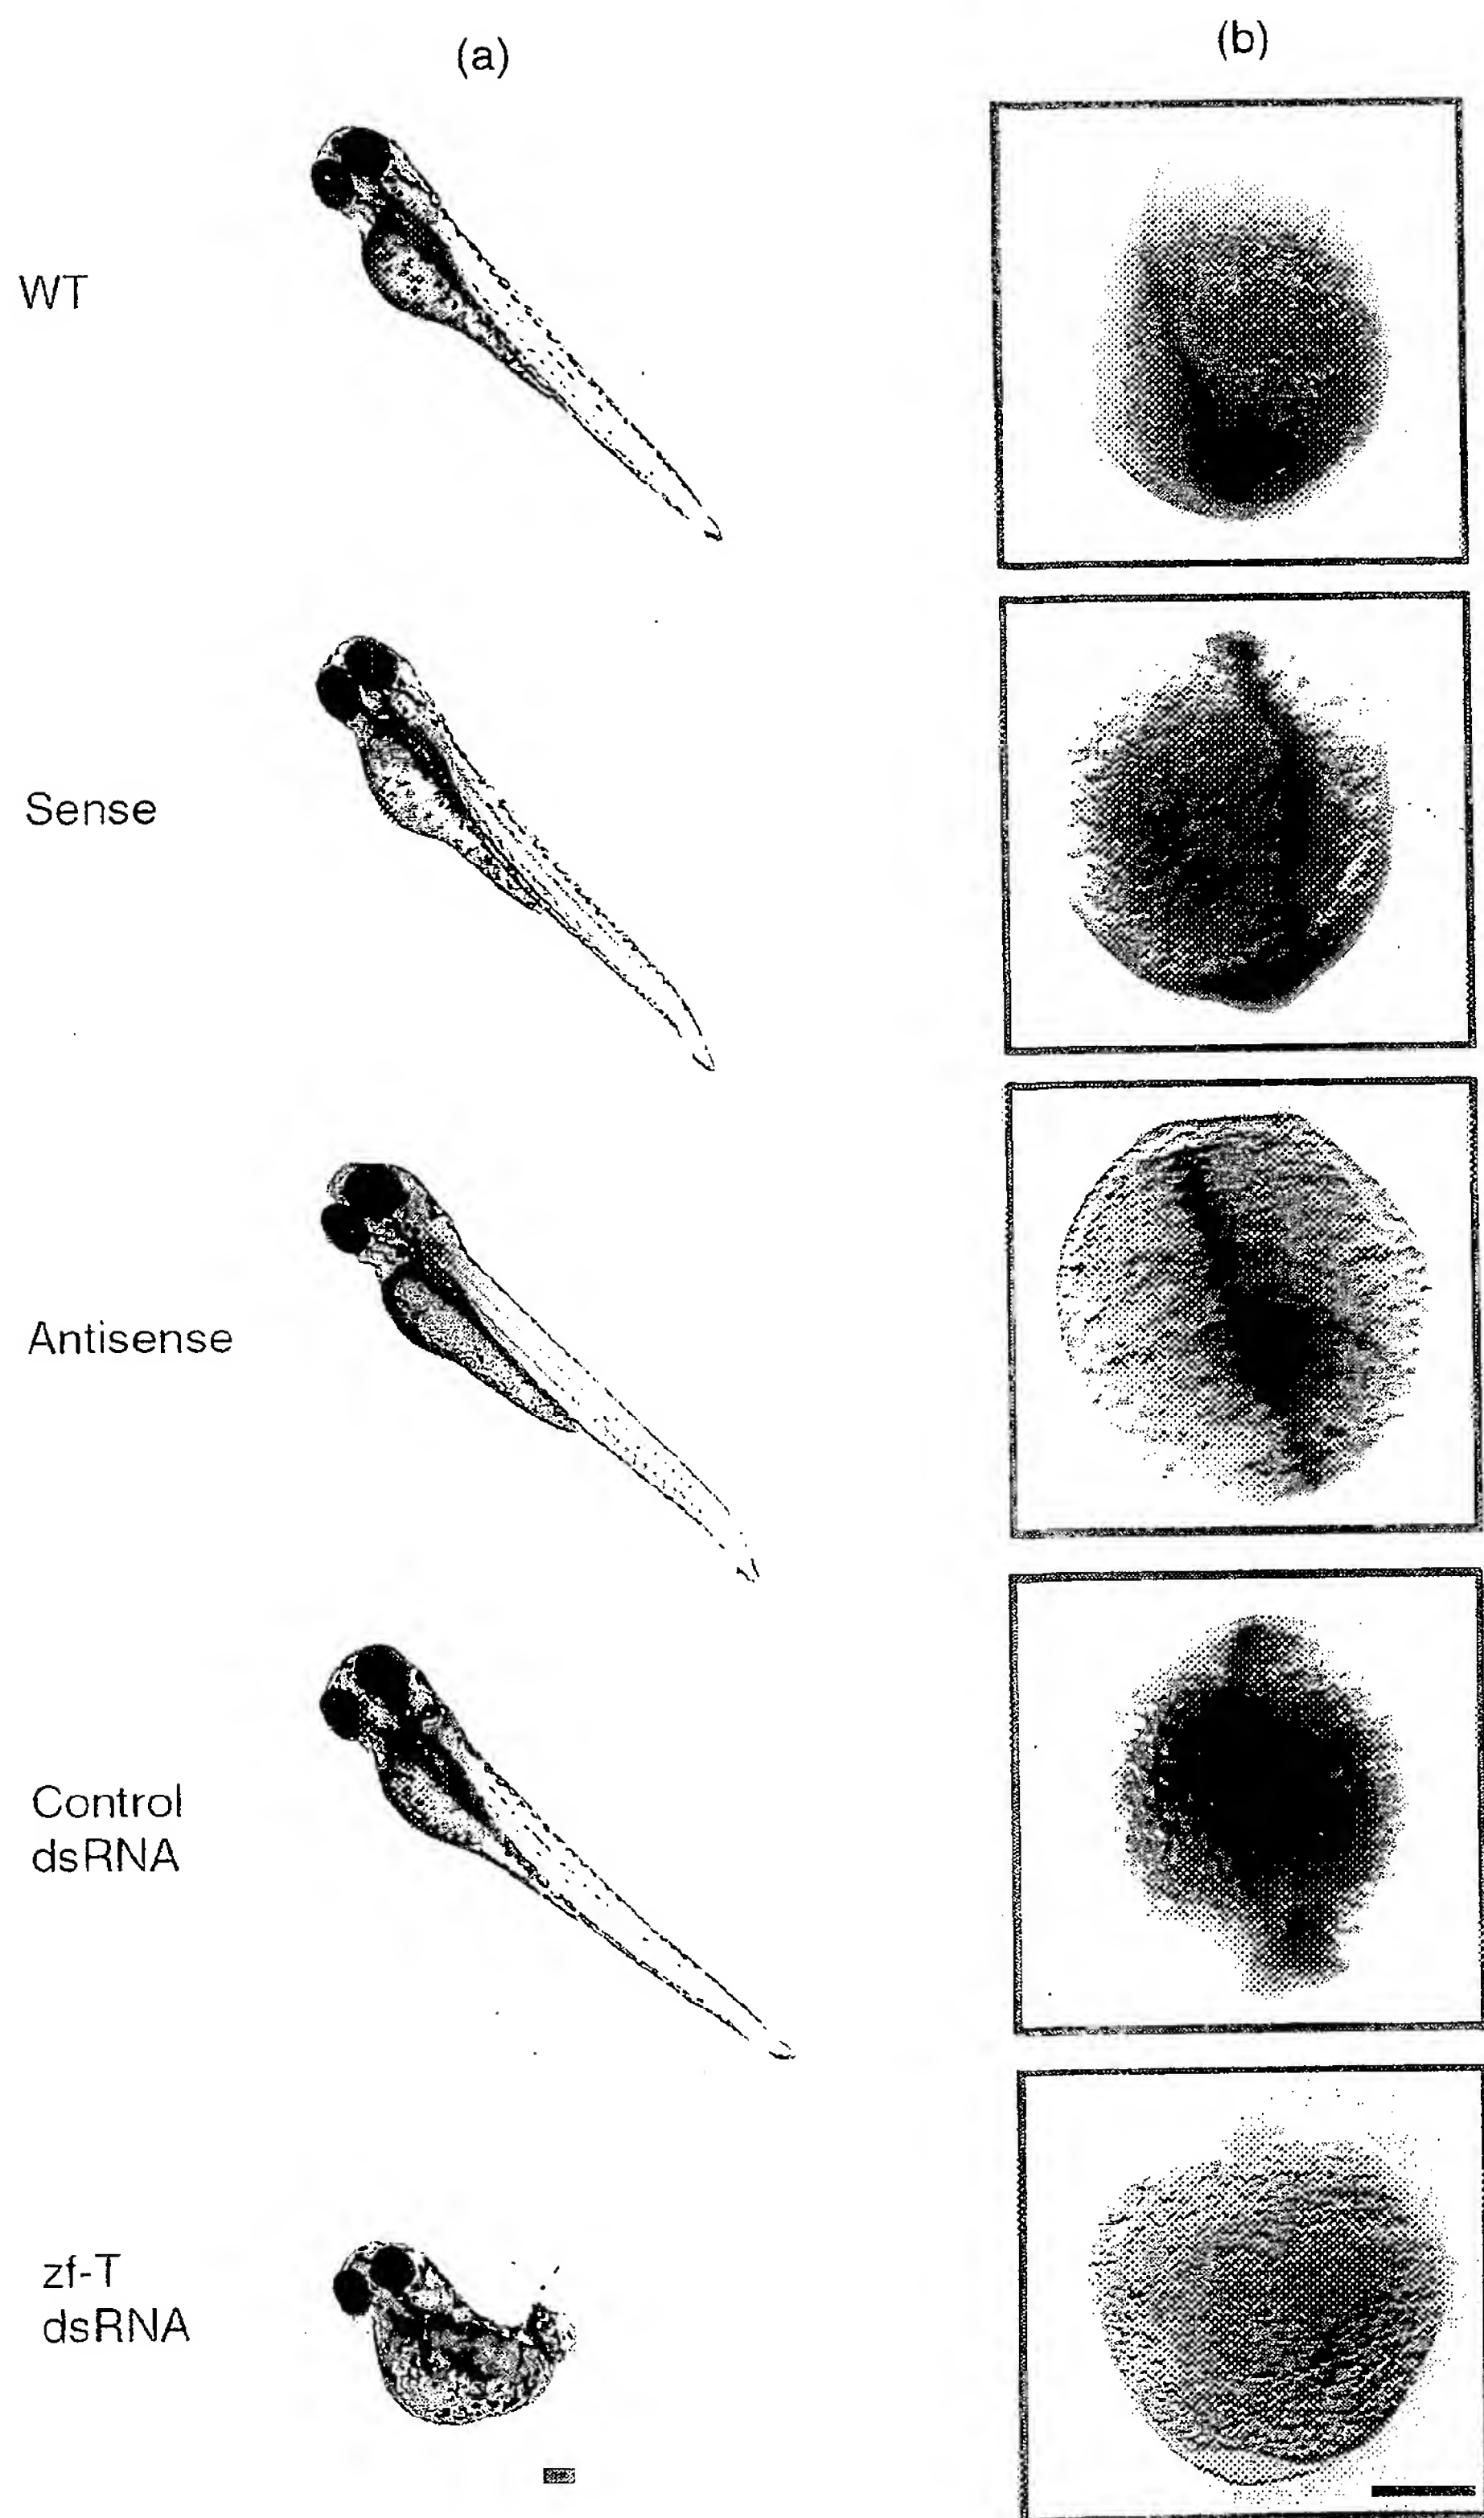 (a)
(b)
WT
Sense
Antisense
Control
dsRNA
zf-T
dsRNA